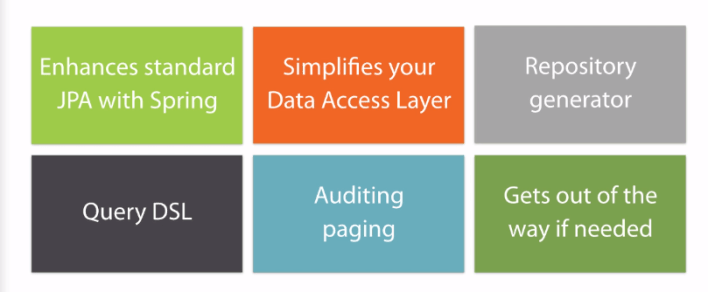 Enhances standard
JPA with Spring
Simplifies your
Data Access Layer
Repository
generator
Query DSL
Auditing
paging
Gets out of the
way if needed